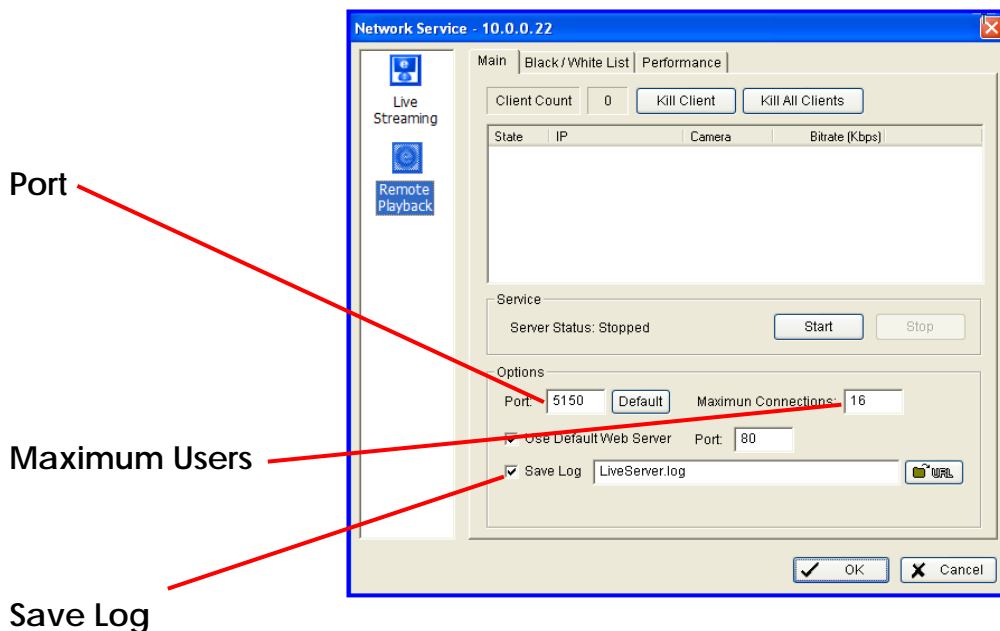 Network Service - 10.0.0.22
Live
Streaming
Remote
Playback
Main Black / White List Performance
Client Count 0 Kill Client Kill All Clients
State IP Camera Bitrate (Kbps)
Port
Service
Server Status: Stopped Start Stop
Options
Port: 5150 Default Maximun Connections: 16
Use Default Web Server Port: 80
Maximum Users
Save Log LiveServer.log URL
OK Cancel
Save Log